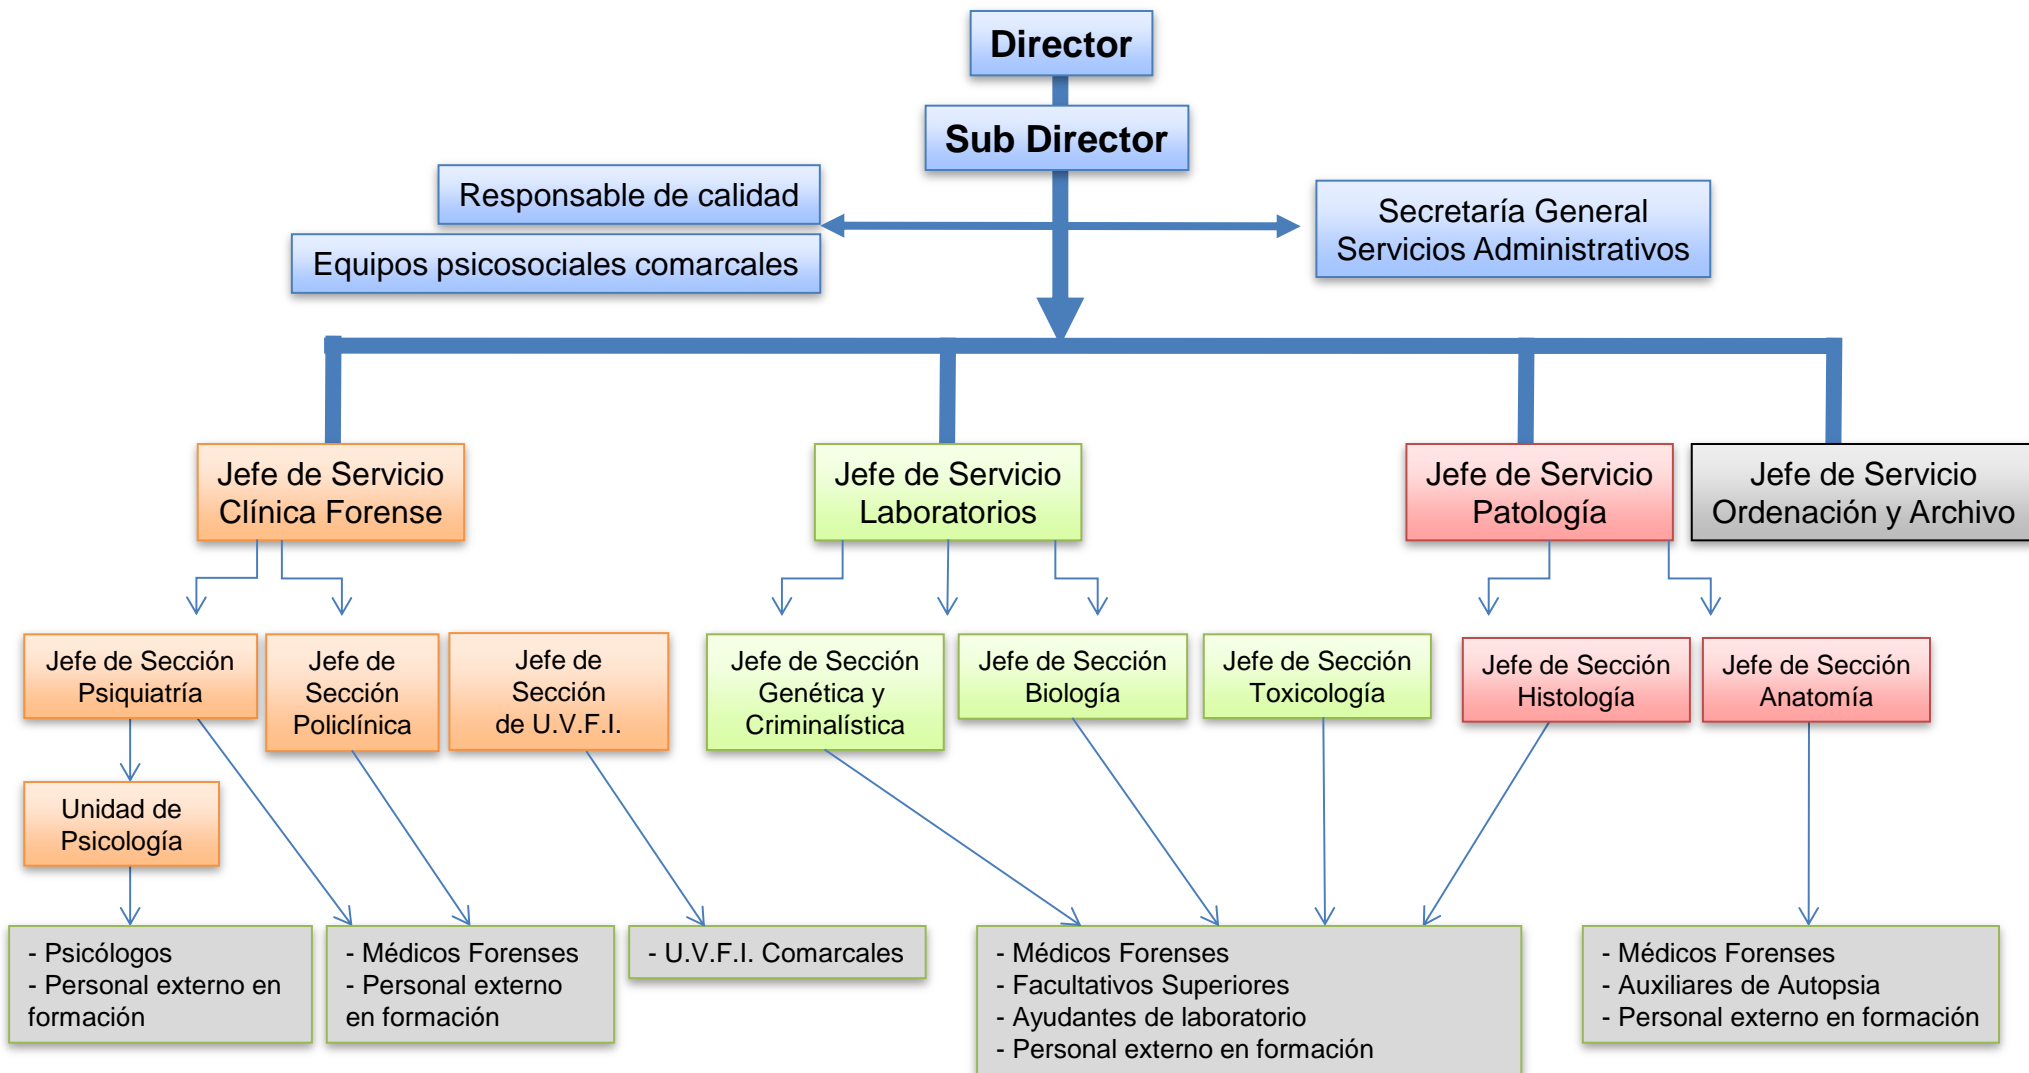 Director
Sub Director
Responsable de calidad
Equipos psicosociales comarcales
Secretaría General
Servicios Administrativos
Jefe de Servicio
Clínica Forense
Jefe de Servicio
Laboratorios
Jefe de Servicio
Patología
Jefe de Servicio
Ordenación y Archivo
Jefe de Sección
Psiquiatría
Jefe de
Sección
Policlínica
Jefe de
Sección
de U.V.F.I.
Jefe de Sección
Genética y
Criminalística
Jefe de Sección
Biología
Jefe de Sección
Toxicología
Jefe de Sección
Histología
Jefe de Sección
Anatomía
Unidad de
Psicología
- Psicólogos
- Personal externo en
formación
- Médicos Forenses
- Personal externo
en formación
- U.V.F.I. Comarcales
- Médicos Forenses
- Facultativos Superiores
- Ayudantes de laboratorio
- Personal externo en formación
- Médicos Forenses
- Auxiliares de Autopsia
- Personal externo en formación